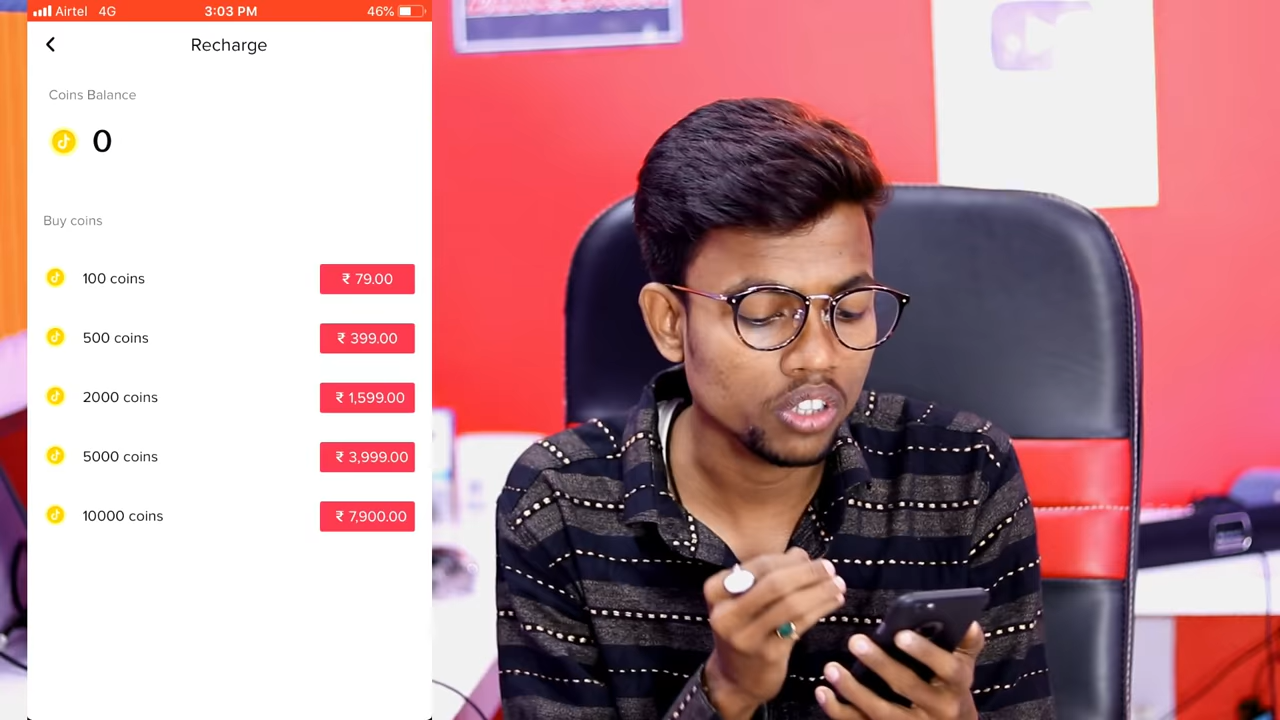 Airtel 4G 3:03 PM 46%
Recharge
Coins Balance
0
Buy coins
100 coins ₹ 79.00
500 coins ₹ 399.00
2000 coins ₹ 1,599.00
5000 coins ₹ 3,999.00
10000 coins ₹ 7,900.00